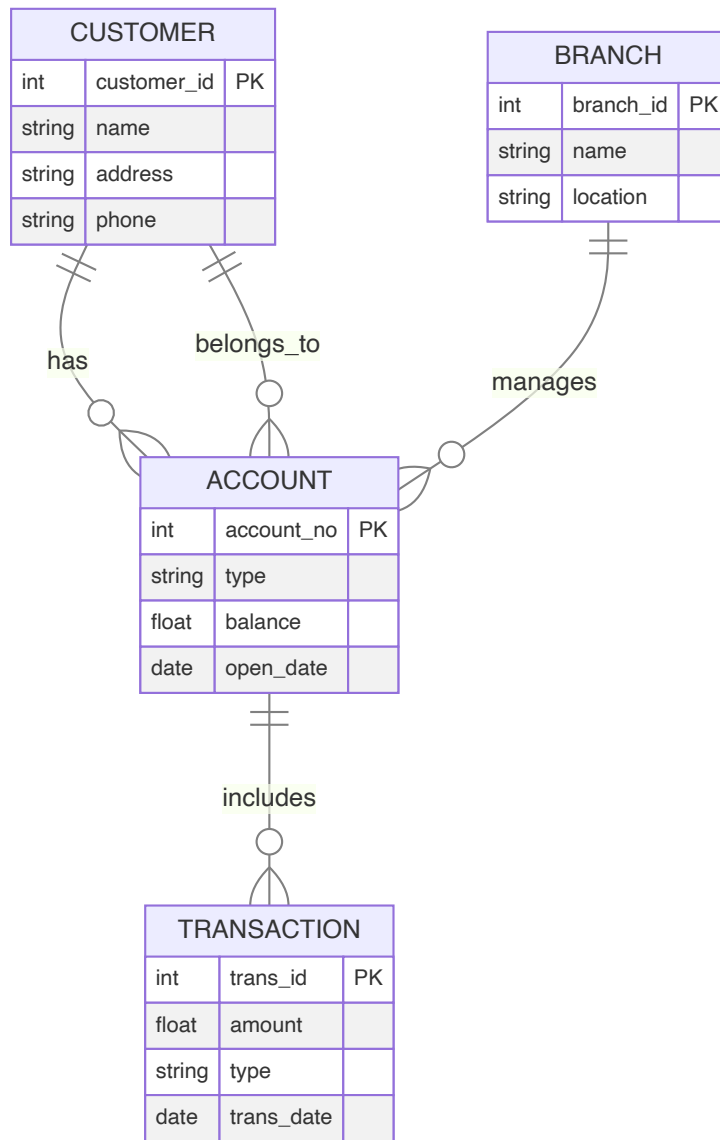 CUSTOMER
int customer_id PK
string name
string address
string phone
BRANCH
int branch_id PK
string name
string location
has
belongs_to
manages
ACCOUNT
int account_no PK
string type
float balance
date open_date
includes
TRANSACTION
int trans_id PK
float amount
string type
date trans_date